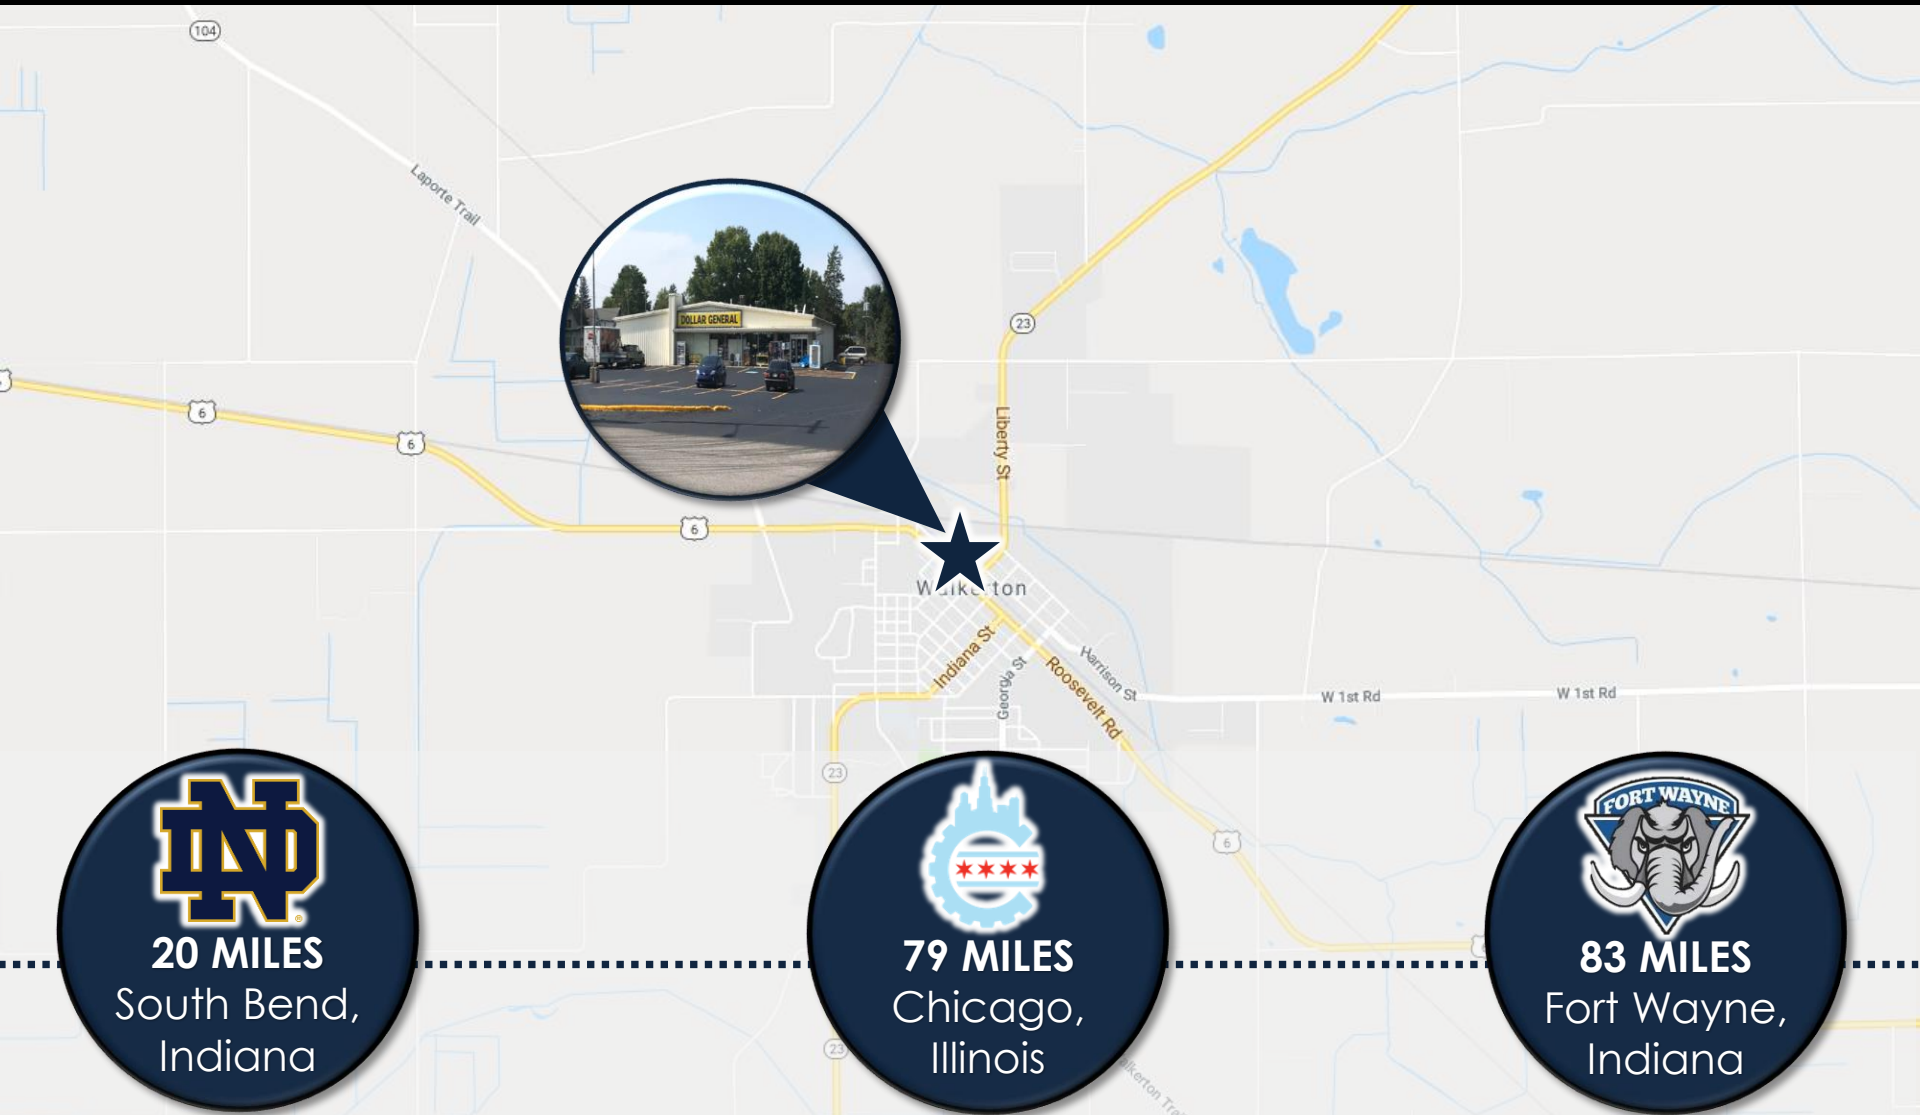 104
Laporte Trail
DOLLAR GENERAL
23
Liberty St
6
6
6
Walkerton
Indiana St
Georgia St
Roosevelt Rd
Harrison St
W 1st Rd
W 1st Rd
23
6
23
ND
®
20 MILES
South Bend,
Indiana
79 MILES
Chicago,
Illinois
FORT WAYNE
83 MILES
Fort Wayne,
Indiana